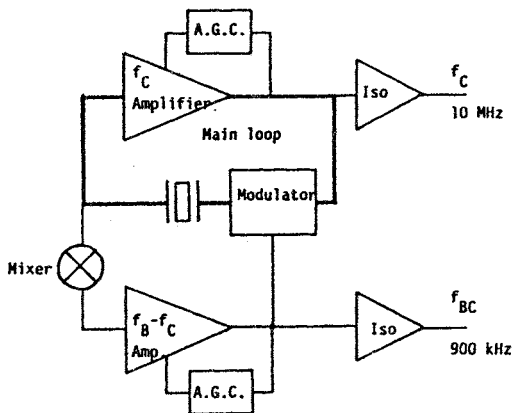 A.G.C.
f_C
Amplifier
Iso
f_C
10 MHz
Main loop
Modulator
Mixer
f_B-f_C
Amp.
Iso
f_BC
900 kHz
A.G.C.